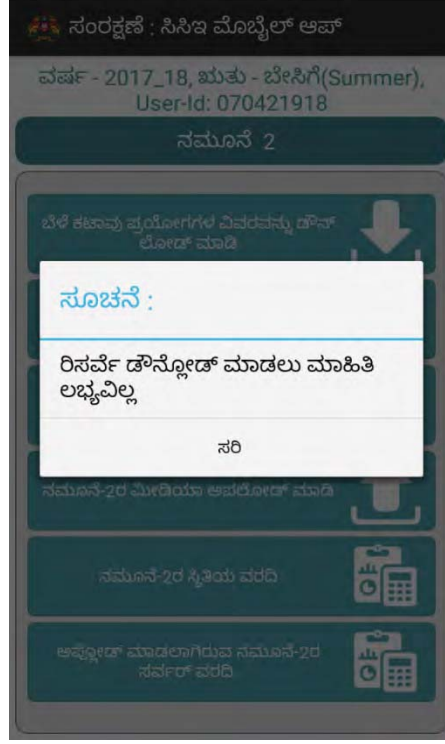 ಸಂರಕ್ಷಣೆ : ಸಿಸಿಇ ಮೊಬೈಲ್ ಆಪ್
ವರ್ಷ - 2017_18, ಋತು - ಬೇಸಿಗೆ(Summer),
User-Id: 070421918
ನಮೂನೆ 2
ಬೆಳೆ ಕಟಾವು ಪ್ರಯೋಗಗಳ ವಿವರವನ್ನು ಡೌನ್
ಲೋಡ್ ಮಾಡಿ
ಸೂಚನೆ :
ರಿಸರ್ವೆ ಡೌನ್ಲೋಡ್ ಮಾಡಲು ಮಾಹಿತಿ
ಲಭ್ಯವಿಲ್ಲ
ಸರಿ
ನಮೂನೆ-2ರ ಮೀಡಿಯಾ ಅಪಲೋಡ್ ಮಾಡಿ
ನಮೂನೆ-2ರ ಸ್ಥಿತಿಯ ವರದಿ
ಅಪ್ಲೋಡ್ ಮಾಡಲಾಗಿರುವ ನಮೂನೆ-2ರ
ಸರ್ವರ್ ವರದಿ